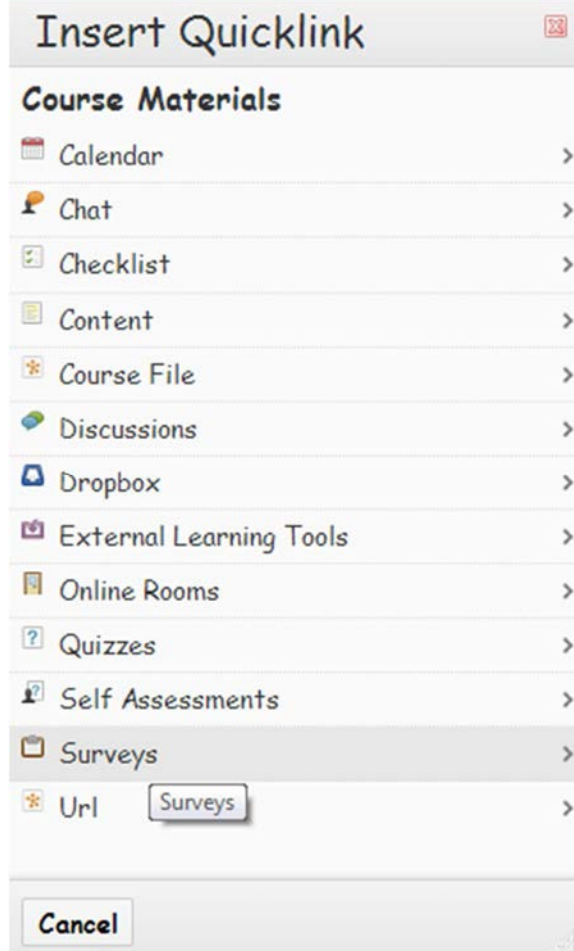 Insert Quicklink
Course Materials
Calendar
Chat
Checklist
Content
Course File
Discussions
Dropbox
External Learning Tools
Online Rooms
Quizzes
Self Assessments
Surveys
Url
Surveys
Cancel